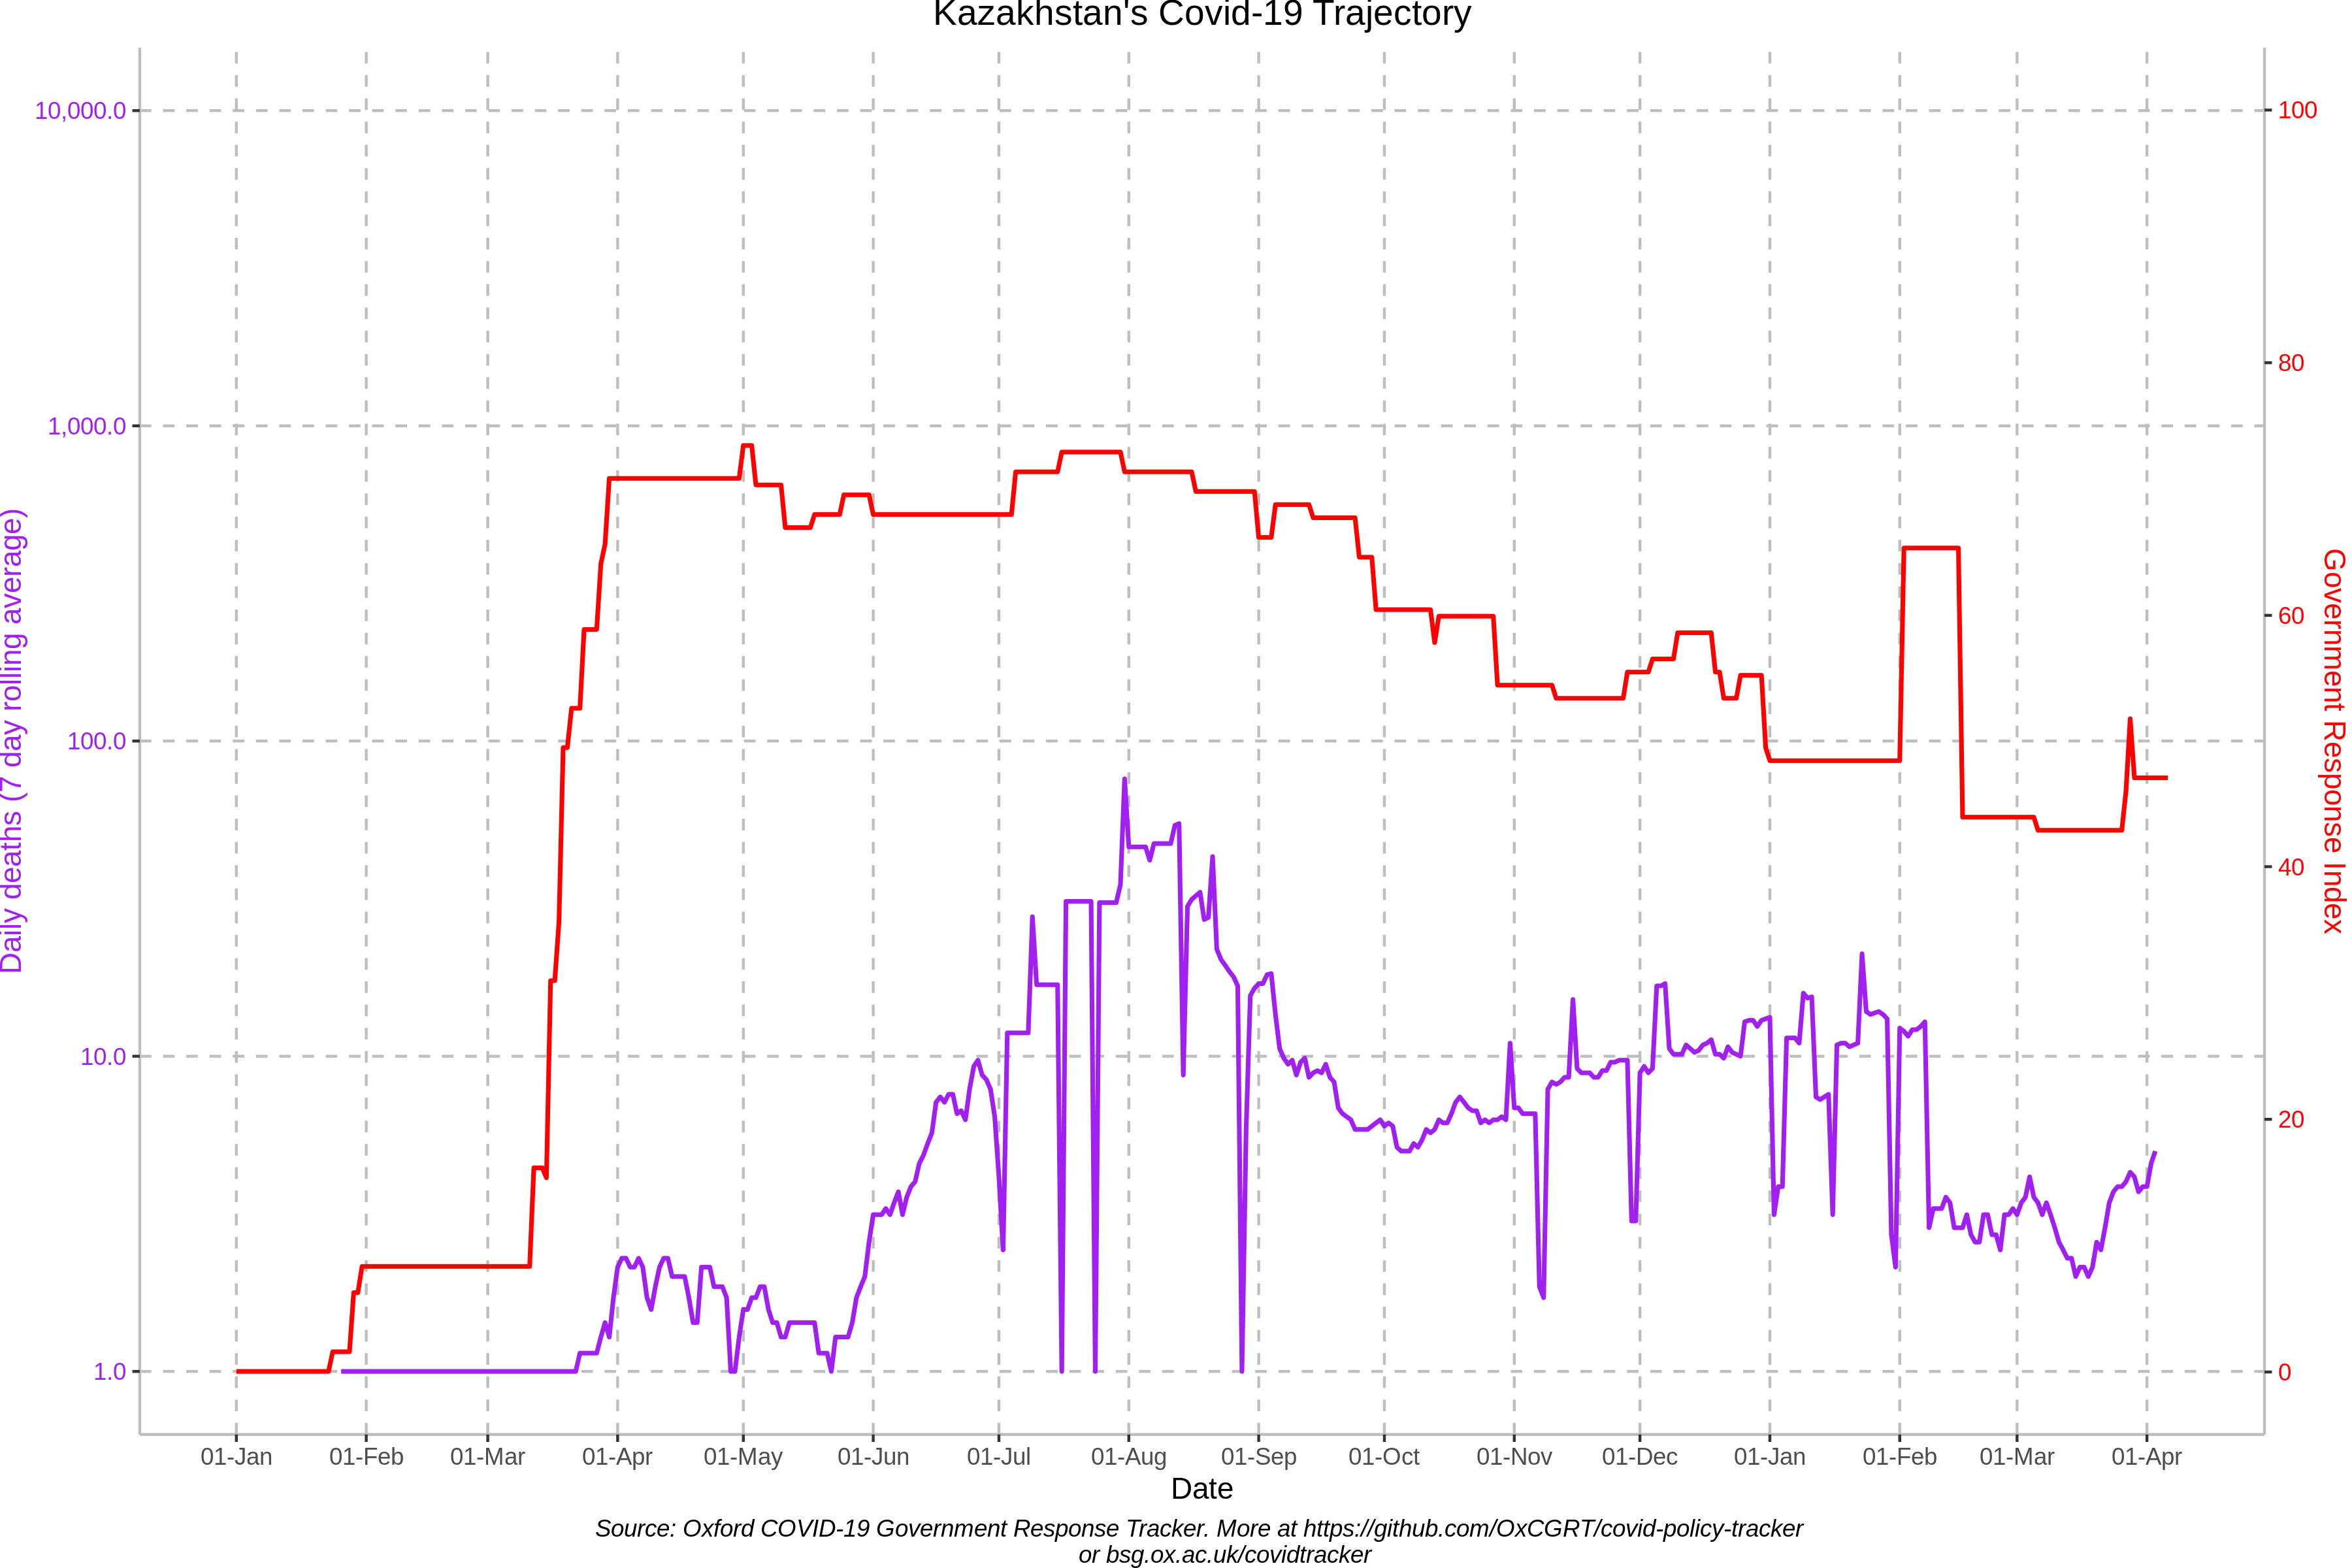 Kazakhstan's Covid-19 Trajectory
Daily deaths (7 day rolling average)
10,000.0
1,000.0
100.0
10.0
1.0
100
80
60
40
20
0
Government Response Index
01-Jan 01-Feb 01-Mar 01-Apr 01-May 01-Jun 01-Jul 01-Aug 01-Sep 01-Oct 01-Nov 01-Dec 01-Jan 01-Feb 01-Mar 01-Apr
Date
Source: Oxford COVID-19 Government Response Tracker. More at https://github.com/OxCGRT/covid-policy-tracker
or bsg.ox.ac.uk/covidtracker